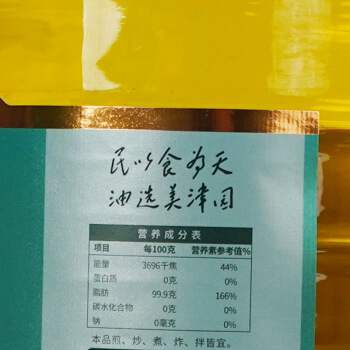 民以食为天
油选美津园
营养成分表
项目 每100克 营养素参考值%
能量 3696千焦 44%
蛋白质 0克 0%
脂肪 99.9克 166%
碳水化合物 0克 0%
钠 0毫克 0%
本品煎、炒、煮、炸、拌皆宜。